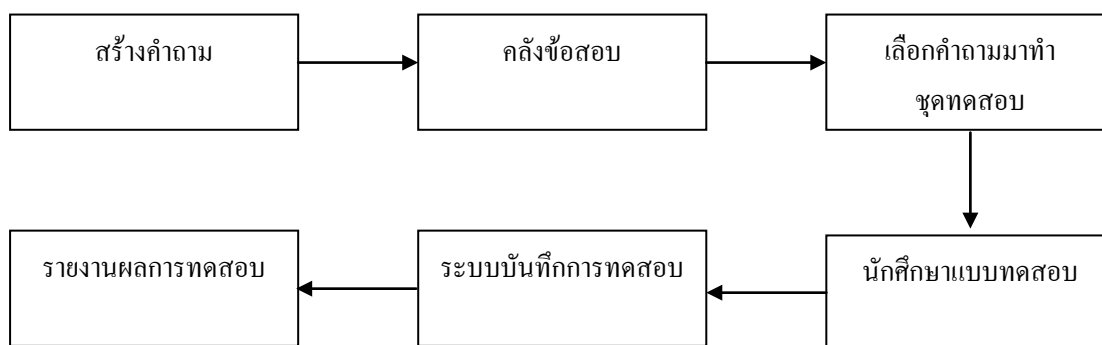 สร้างคำถาม
คลังข้อสอบ
เลือกคำถามมาทำ
ชุดทดสอบ
นักศึกษาแบบทดสอบ
ระบบบันทึกการทดสอบ
รายงานผลการทดสอบ